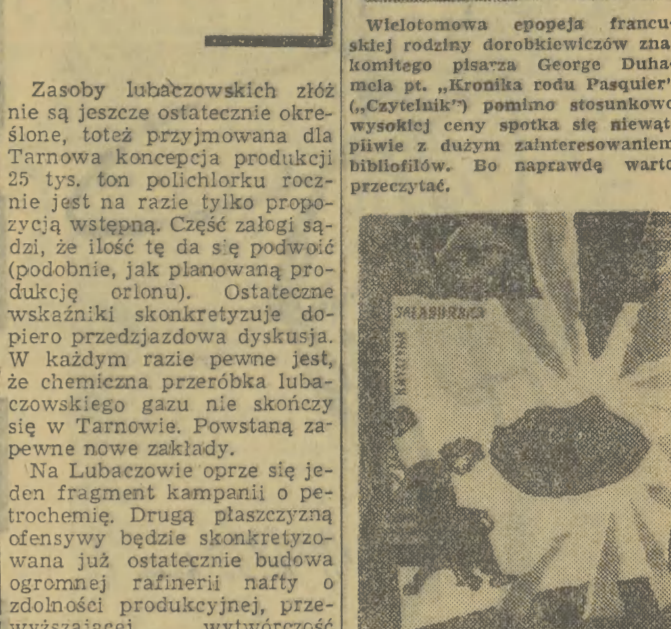 Zasoby lubaczowskich złóż
nie są jeszcze ostatecznie okre-
ślone, toteż przyjmowana dla
Tarnowa koncepcja produkcji
25 tys. ton polichlorku rocz-
nie jest na razie tylko propo-
zycją wstępną. Część załogi są-
dzi, że ilość tę da się podwoić
(podobnie, jak planowaną pro-
dukcję orlonu). Ostateczne
wskaźniki skonkretyzuje do-
piero przedzjazdowa dyskusja.
W każdym razie pewne jest,
że chemiczna przeróbka luba-
czowskiego gazu nie skończy
się w Tarnowie. Powstaną za-
pewne nowe zakłady.
Na Lubaczowie oprze się je-
den fragment kampanii o pe-
trochemię. Drugą płaszczyzną
ofensywy będzie skonkretyzo-
wana już ostatecznie budowa
ogromnej rafinerii nafty o
zdolności produkcyjnej, prze-
wyższającej wytwórczość
Wielotomowa epopeja francu-
skiej rodziny dorobkiewiczów zna-
komitego pisarza George Duha-
mela pt. „Kronika rodu Pasquier"
(„Czytelnik") pomimo stosunkowo
wysokiej ceny spotka się niewąt-
pliwie z dużym zainteresowaniem
bibliofilów. Bo naprawdę warto
przeczytać.
SALABURSKA